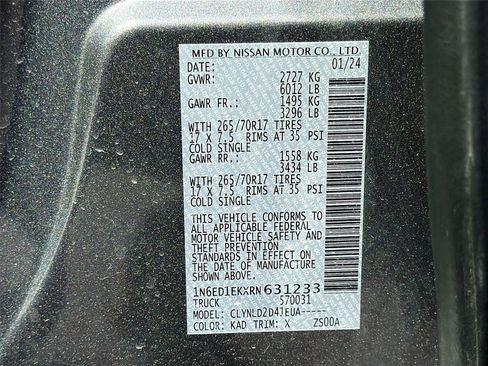 MFD BY NISSAN MOTOR CO., LTD.
DATE: 01/24
GVWR: 2727 KG
6012 LB
GAWR FR: 1495 KG
3296 LB
WITH 265/70R17 TIRES
17 X 7.5 RIMS AT 35 PSI
COLD SINGLE
GAWR RR: 1558 KG
3434 LB
WITH 265/70R17 TIRES
17 X 7.5 RIMS AT 35 PSI
COLD SINGLE
THIS VEHICLE CONFORMS
TO ALL APPLICABLE FEDERAL
MOTOR VEHICLE SAFETY AND
THEFT PREVENTION
STANDARDS IN EFFECT ON
THE DATE OF MANUFACTURE
SHOWN ABOVE.
1N6ED1EKXRN631233
TRUCK 570031
MODEL: CLYNLD2D41EUA-----
COLOR: KAD TRIM: X ZS00A